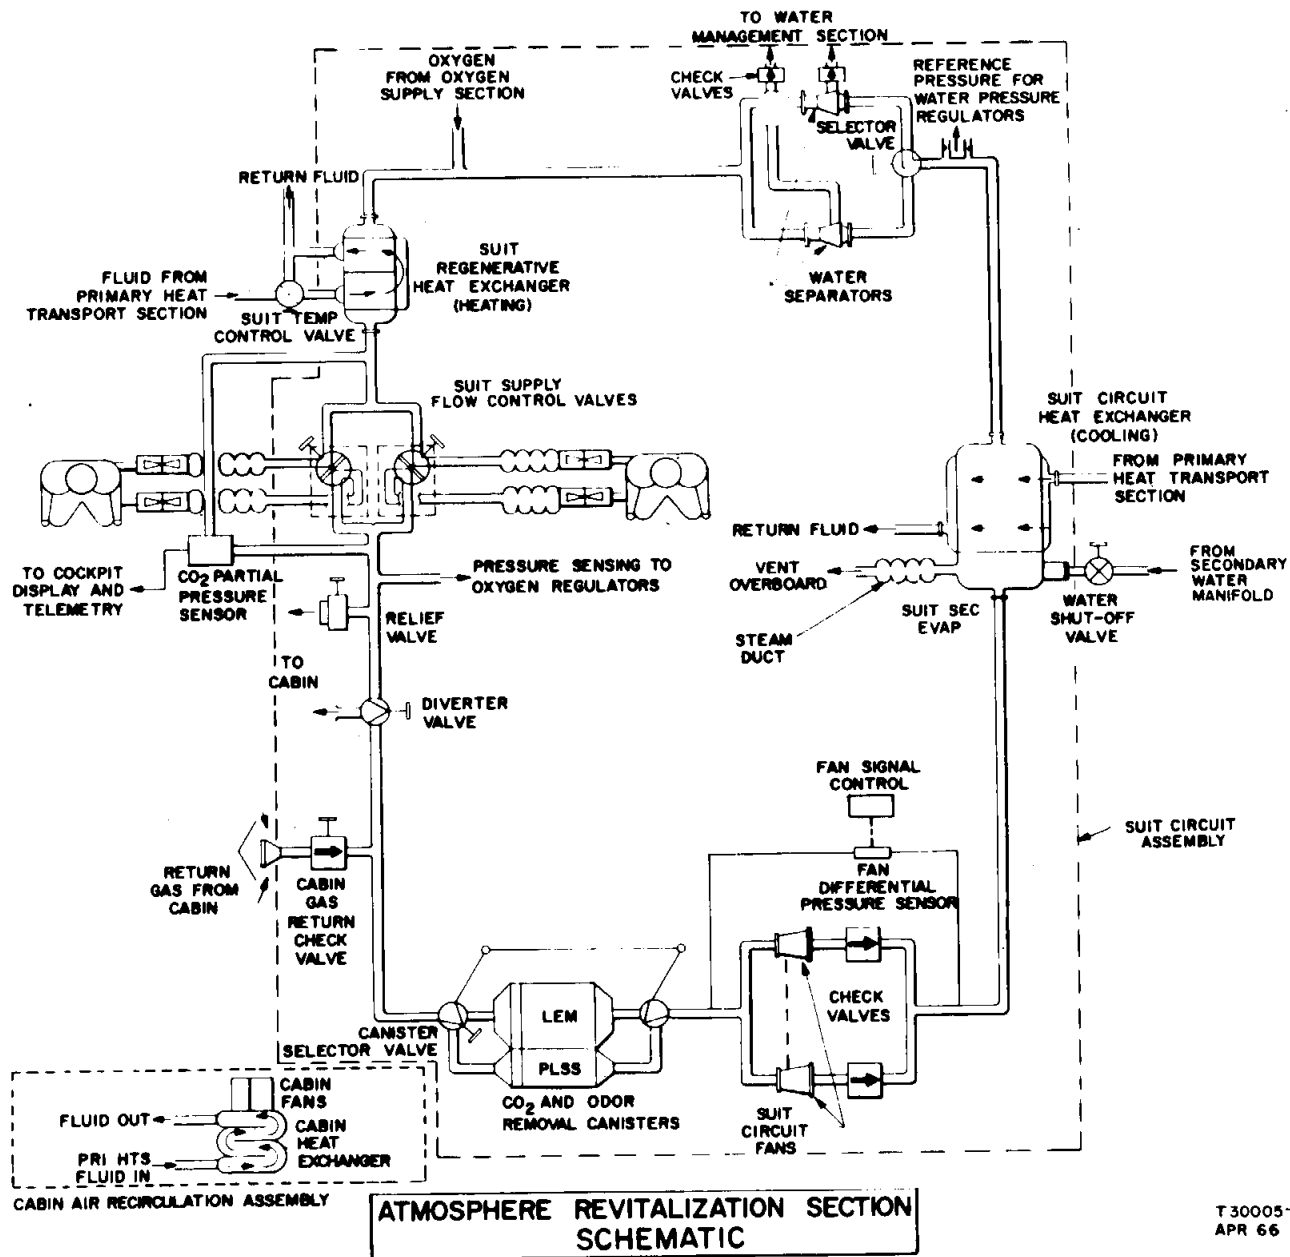 TO WATER
MANAGEMENT SECTION
OXYGEN
FROM OXYGEN
SUPPLY SECTION
CHECK
VALVES
SELECTOR
VALVE
REFERENCE
PRESSURE FOR
WATER PRESSURE
REGULATORS
RETURN FLUID
SUIT
REGENERATIVE
HEAT EXCHANGER
(HEATING)
WATER
SEPARATORS
FLUID FROM
PRIMARY HEAT
TRANSPORT SECTION
SUIT TEMP
CONTROL VALVE
SUIT SUPPLY
FLOW CONTROL VALVES
SUIT CIRCUIT
HEAT EXCHANGER
(COOLING)
FROM PRIMARY
HEAT TRANSPORT
SECTION
RETURN FLUID
TO COCKPIT
DISPLAY AND
TELEMETRY
CO2 PARTIAL
PRESSURE
SENSOR
PRESSURE SENSING TO
OXYGEN REGULATORS
VENT
OVERBOARD
FROM
SECONDARY
WATER
MANIFOLD
RELIEF
VALVE
SUIT SEC
EVAP
WATER
SHUT-OFF
VALVE
STEAM
DUCT
TO
CABIN
DIVERTER
VALVE
FAN SIGNAL
CONTROL
SUIT CIRCUIT
ASSEMBLY
RETURN
GAS FROM
CABIN
CABIN
GAS
RETURN
CHECK
VALVE
FAN
DIFFERENTIAL
PRESSURE SENSOR
CANISTER
SELECTOR VALVE
LEM
PLSS
CHECK
VALVES
CO2 AND ODOR
REMOVAL CANISTERS
SUIT
CIRCUIT
FANS
CABIN
FANS
FLUID OUT
CABIN
HEAT
EXCHANGER
PRI HTS
FLUID IN
CABIN AIR RECIRCULATION ASSEMBLY
ATMOSPHERE REVITALIZATION SECTION
SCHEMATIC
T30005-
APR 66